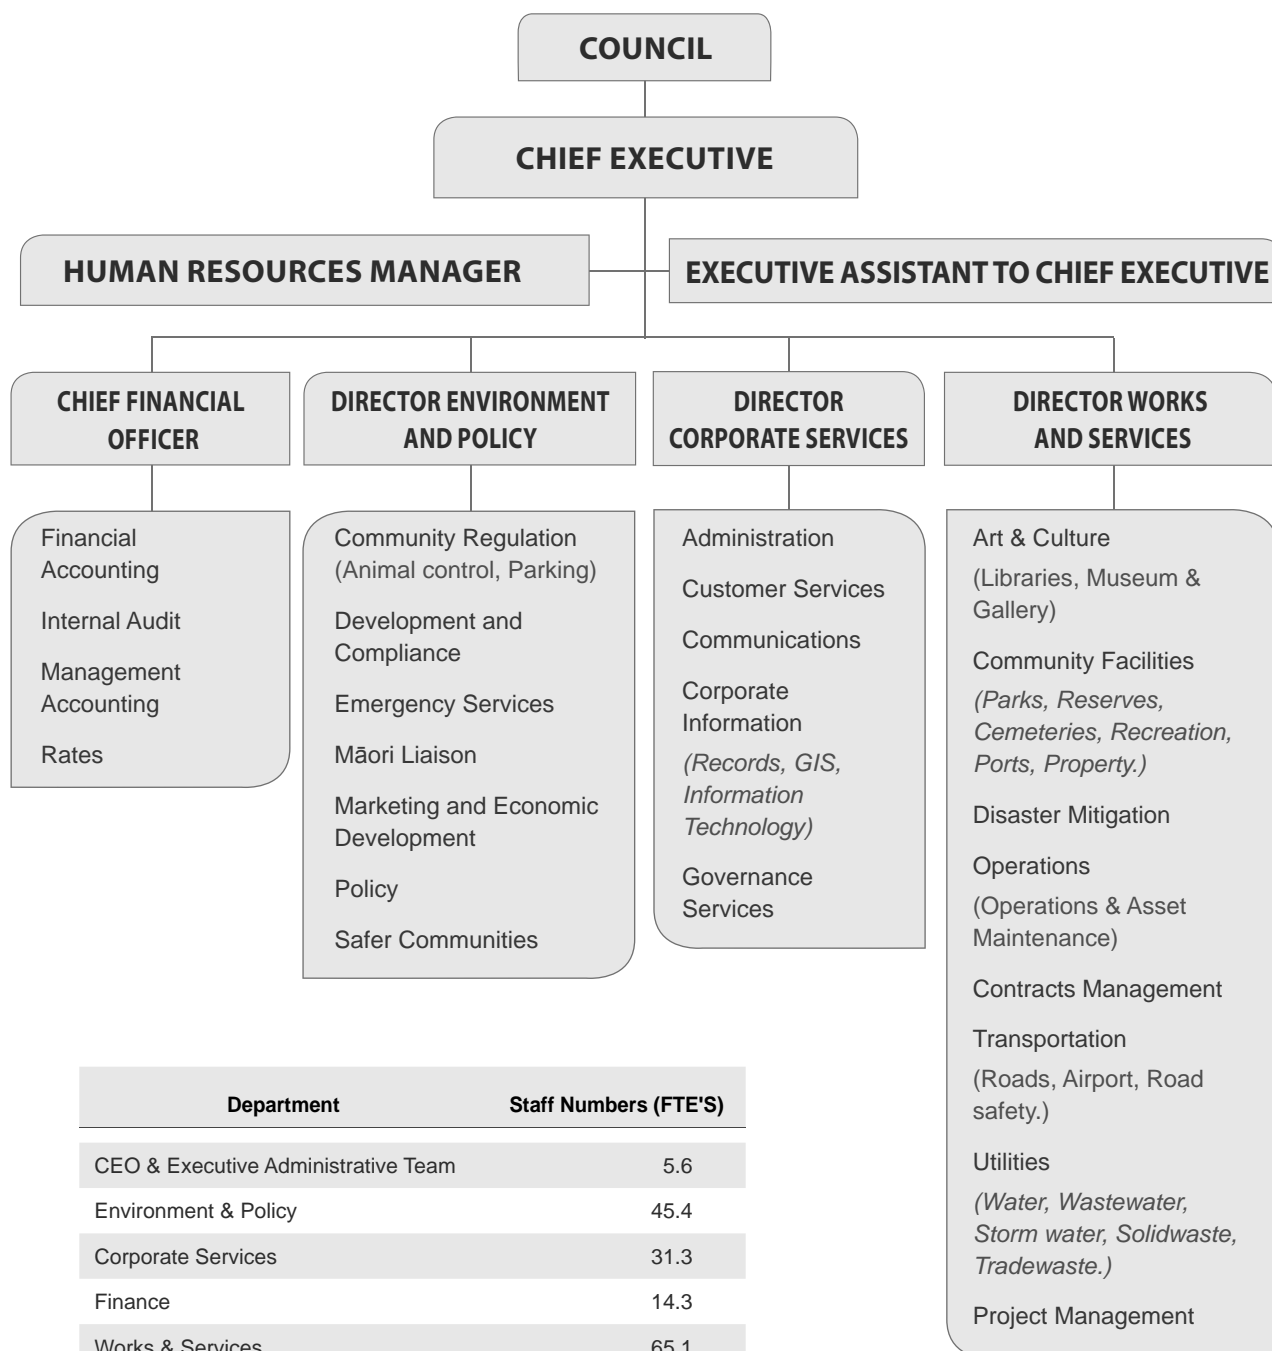 COUNCIL
CHIEF EXECUTIVE
HUMAN RESOURCES MANAGER
EXECUTIVE ASSISTANT TO CHIEF EXECUTIVE
CHIEF FINANCIAL
OFFICER
DIRECTOR ENVIRONMENT
AND POLICY
DIRECTOR
CORPORATE SERVICES
DIRECTOR WORKS
AND SERVICES
Financial
Accounting
Internal Audit
Management
Accounting
Rates
Community Regulation
(Animal control, Parking)
Development and
Compliance
Emergency Services
Māori Liaison
Marketing and Economic
Development
Policy
Safer Communities
Administration
Customer Services
Communications
Corporate
Information
(Records, GIS,
Information
Technology)
Governance
Services
Art & Culture
(Libraries, Museum &
Gallery)
Community Facilities
(Parks, Reserves,
Cemeteries, Recreation,
Ports, Property.)
Disaster Mitigation
Operations
(Operations & Asset
Maintenance)
Contracts Management
Transportation
(Roads, Airport, Road
safety.)
Utilities
(Water, Wastewater,
Storm water, Solidwaste,
Tradewaste.)
Project Management
Department Staff Numbers (FTE'S)
CEO & Executive Administrative Team 5.6
Environment & Policy 45.4
Corporate Services 31.3
Finance 14.3
Works & Services 65.1